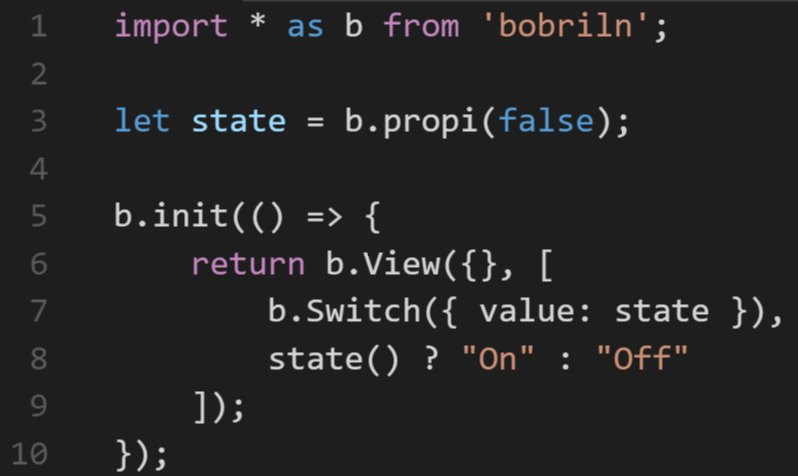 1 import * as b from 'bobriln';
2
3 let state = b.propi(false);
4
5 b.init(() => {
6     return b.View({}, [
7         b.Switch({ value: state }),
8         state() ? "On" : "Off"
9     ]);
10 });